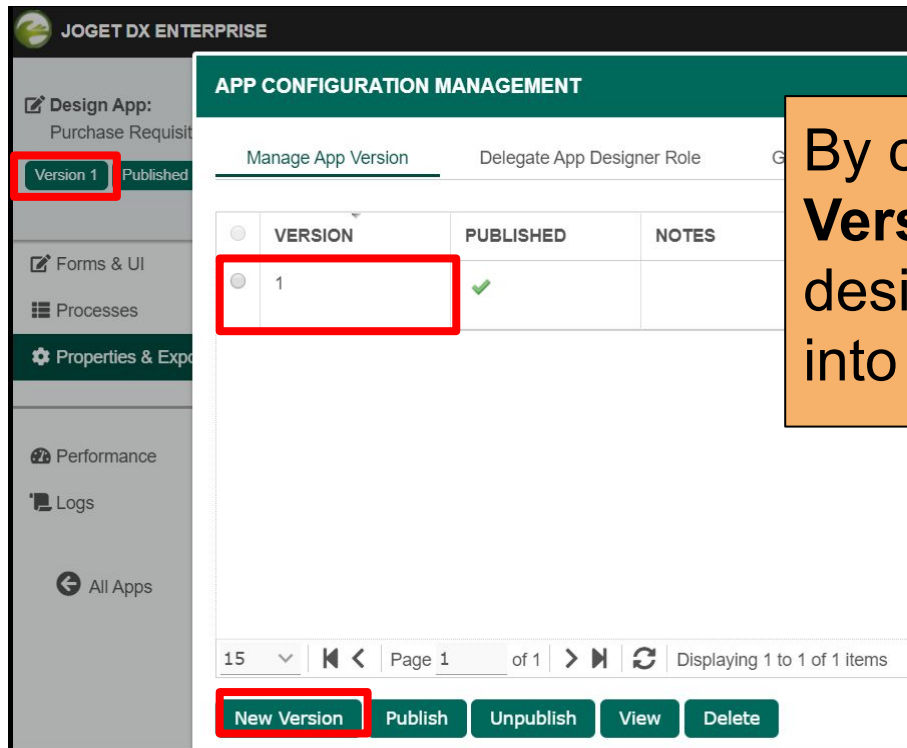 JOGET DX ENTERPRISE
APP CONFIGURATION MANAGEMENT
Design App:
Purchase Requisit
Version 1 Published
Manage App Version Delegate App Designer Role G
By c
Vers
desi
into
VERSION PUBLISHED NOTES
1
Forms & UI
Processes
Properties & Expo
Performance
Logs
All Apps
15 Page 1 of 1 Displaying 1 to 1 of 1 items
New Version Publish Unpublish View Delete